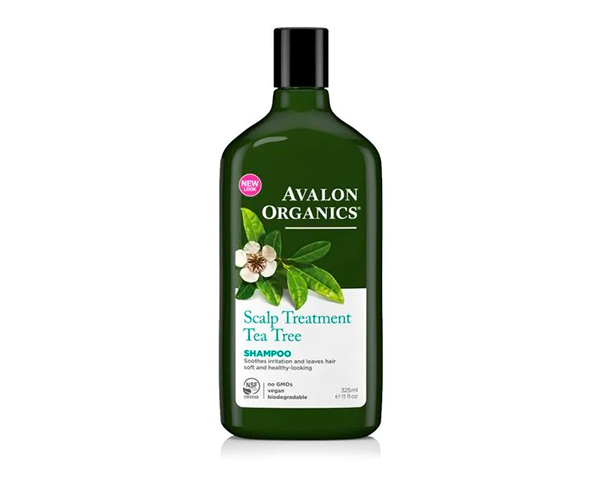 NEW
LOOK
AVALON
ORGANICS®
Scalp Treatment
Tea Tree
SHAMPOO
Soothes irritation and leaves hair
soft and healthy-looking
NSF
no GMOs
vegan
biodegradable
325ml
℮ 11 fl oz